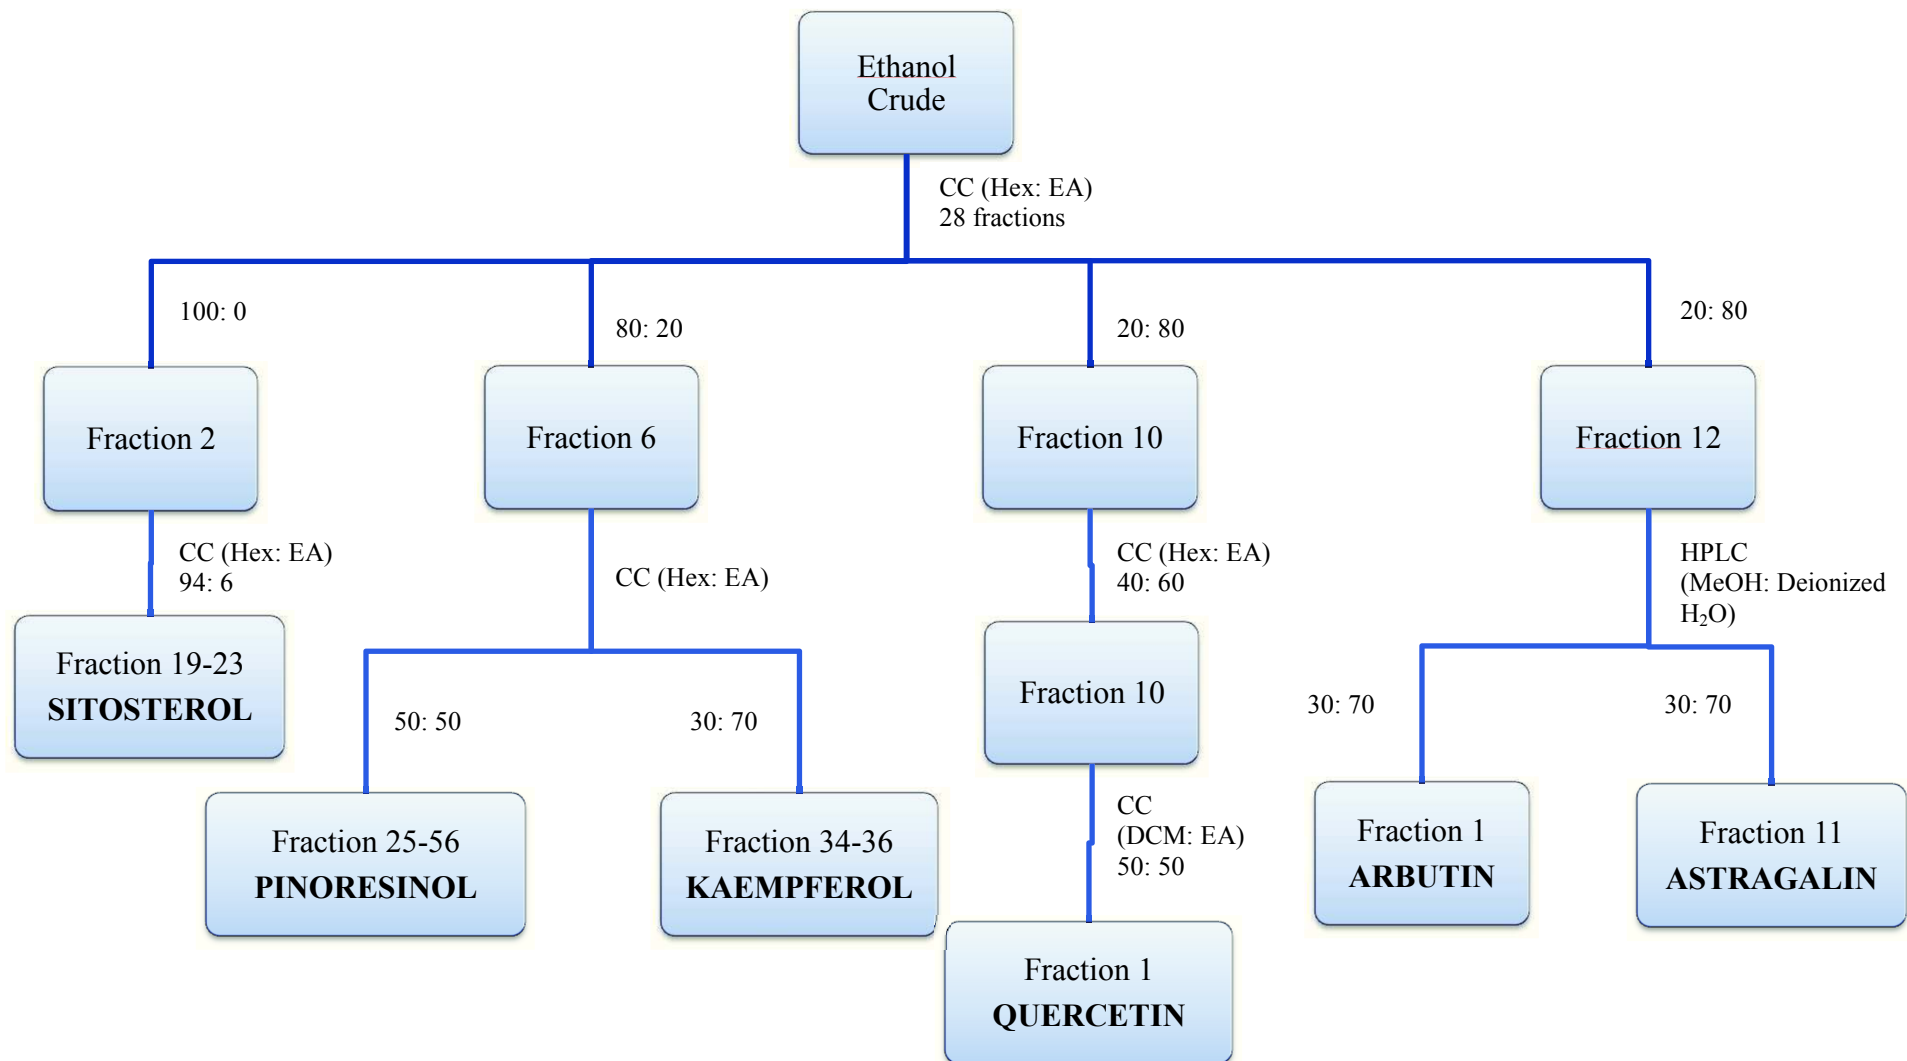 Ethanol
Crude
CC (Hex: EA)
28 fractions
100: 0
80: 20
20: 80
20: 80
Fraction 2
Fraction 6
Fraction 10
Fraction 12
CC (Hex: EA)
94: 6
CC (Hex: EA)
CC (Hex: EA)
40: 60
HPLC
(MeOH: Deionized
H₂O)
Fraction 19-23
SITOSTEROL
50: 50
30: 70
Fraction 10
30: 70
30: 70
Fraction 25-56
PINORESINOL
Fraction 34-36
KAEMPFEROL
CC
(DCM: EA)
50: 50
Fraction 1
ARBUTIN
Fraction 11
ASTRAGALIN
Fraction 1
QUERCETIN